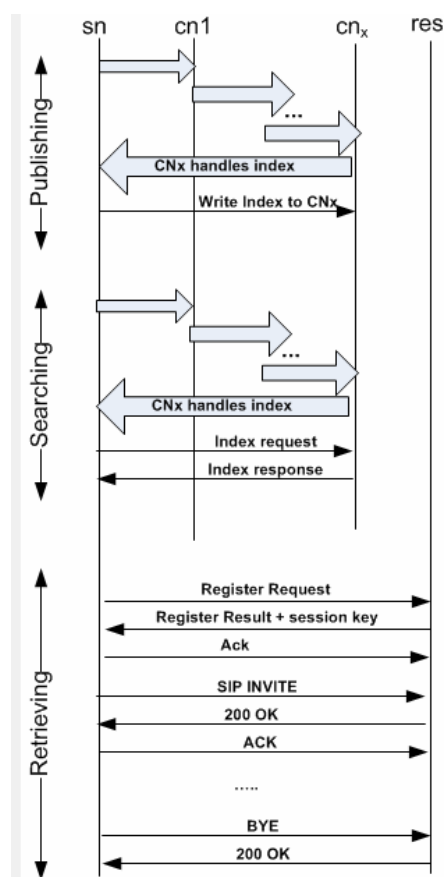 sn cn1 cnx res
Publishing
...
CNx handles index
Write Index to CNx
Searching
...
CNx handles index
Index request
Index response
Retrieving
Register Request
Register Result + session key
Ack
SIP INVITE
200 OK
ACK
.....
BYE
200 OK